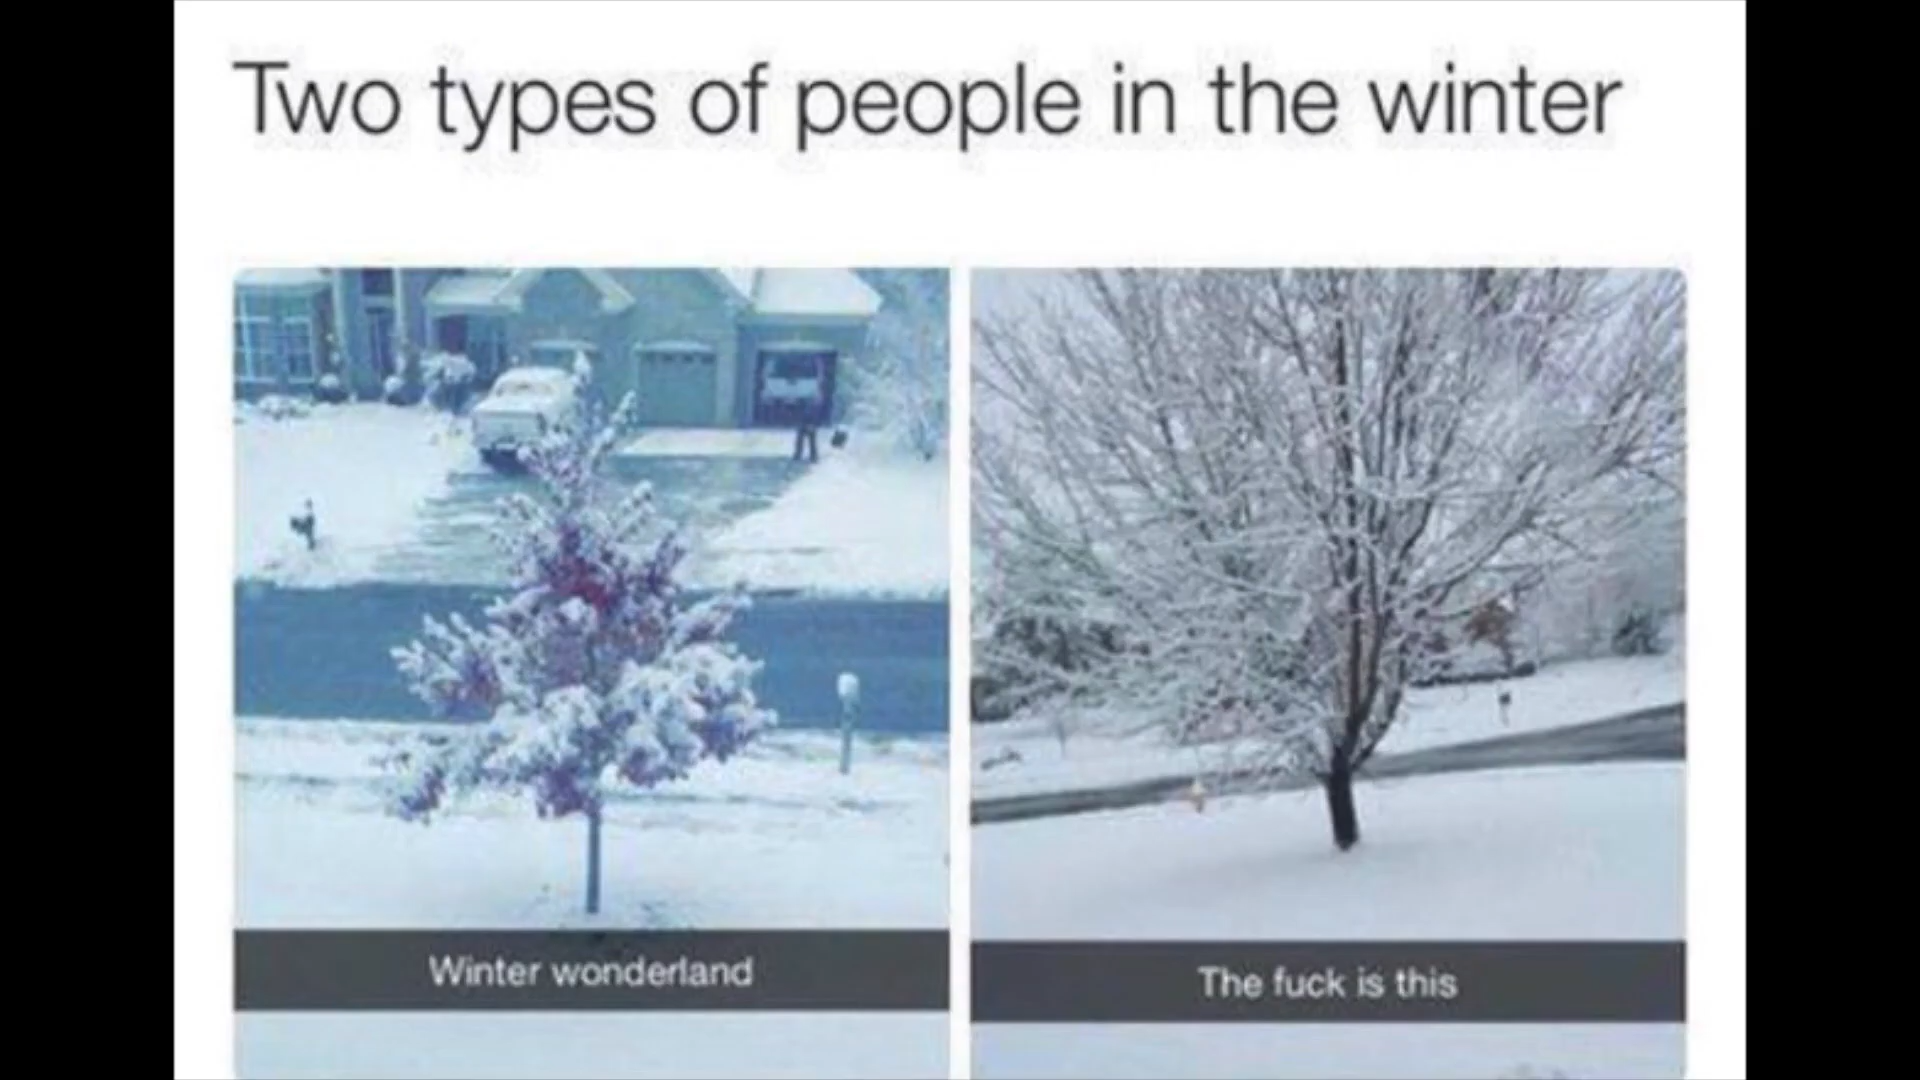 Two types of people in the winter
Winter wonderland
The fuck is this